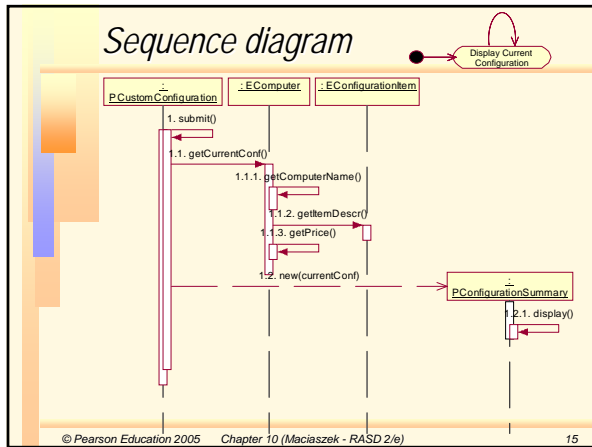 Sequence diagram
Display Current
Configuration
:
PCustomConfiguration
: EComputer
: EConfigurationItem
1. submit()
1.1. getCurrentConf()
1.1.1. getComputerName()
1.1.2. getItemDescr()
1.1.3. getPrice()
1.2. new(currentConf)
:
PConfigurationSummary
1.2.1. display()
© Pearson Education 2005 Chapter 10 (Maciaszek - RASD 2/e) 15